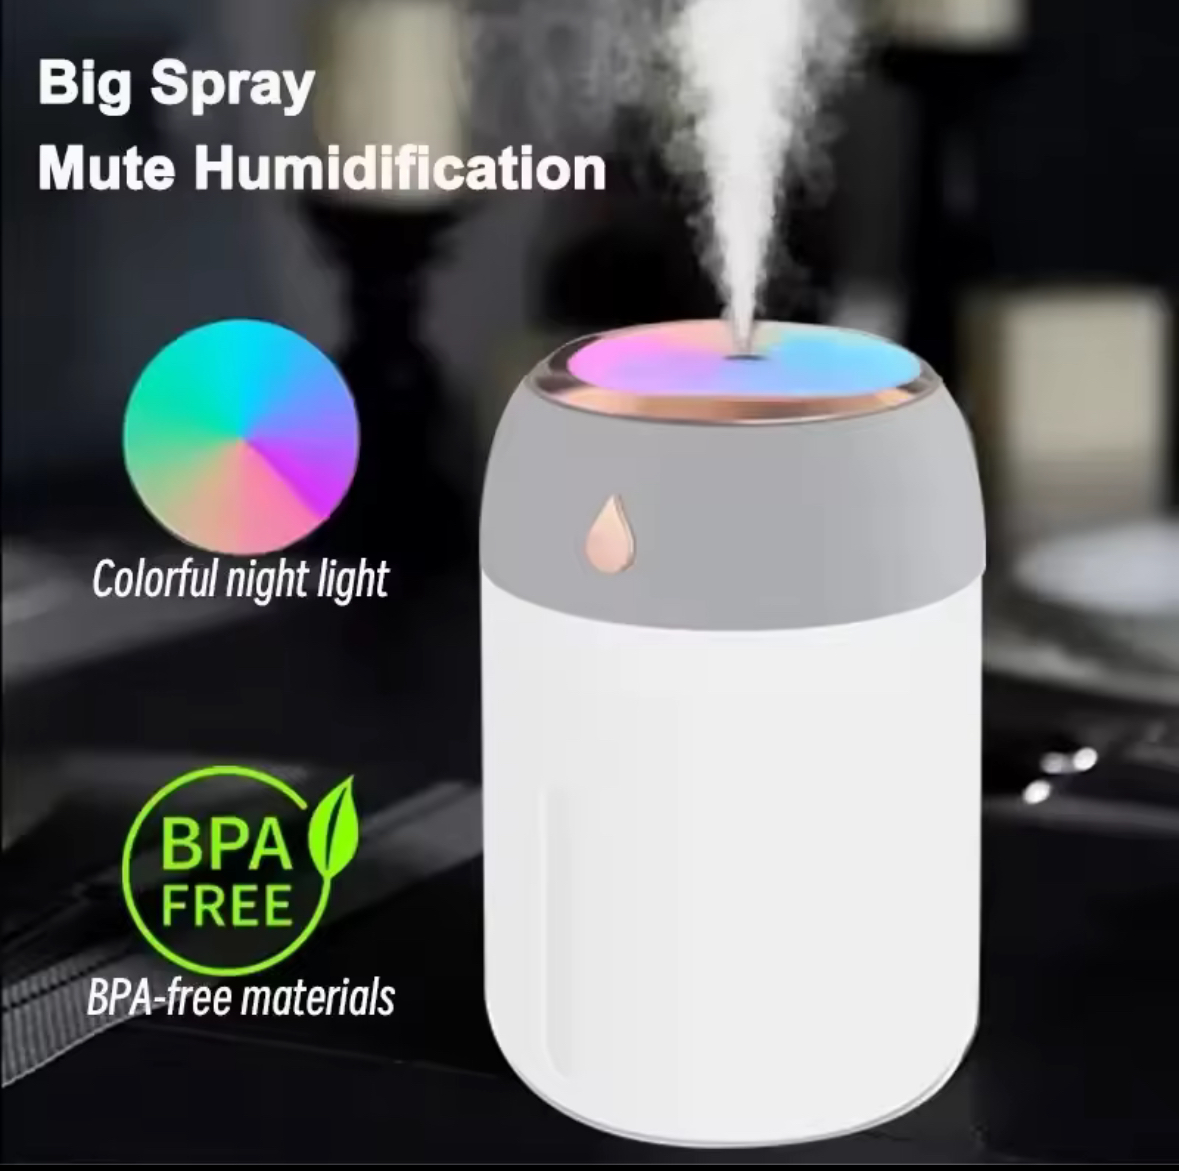 Big Spray
Mute Humidification
Colorful night light
BPA
FREE
BPA-free materials